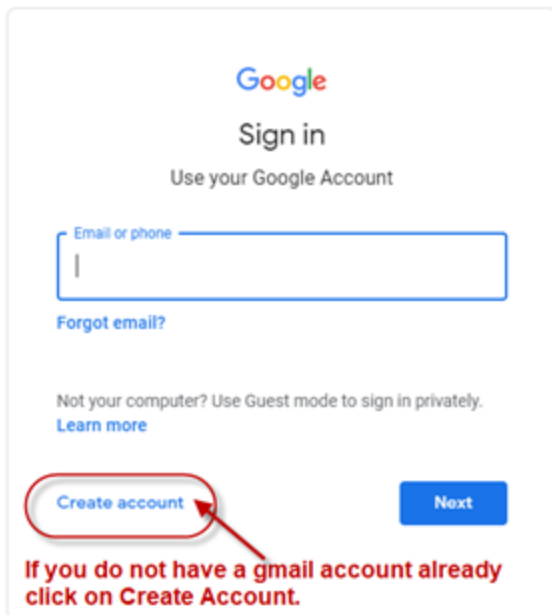 Google
Sign in
Use your Google Account
Email or phone
Forgot email?
Not your computer? Use Guest mode to sign in privately.
Learn more
Create account
Next
If you do not have a gmail account already
click on Create Account.